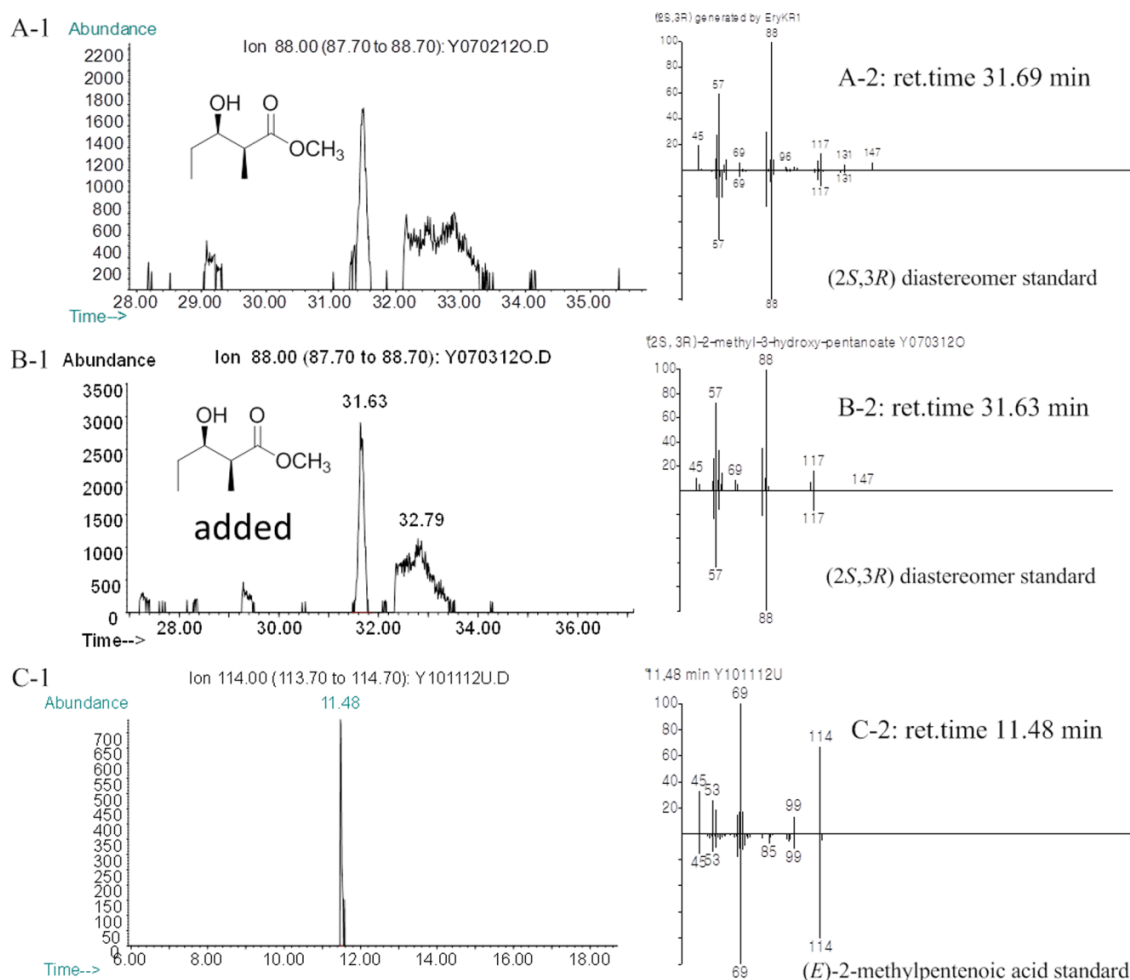 A-1
Abundance
Ion 88.00 (87.70 to 88.70): Y070212O.D
2200
2000
1800
1600
1400
1200
1000
800
600
400
200
OH
O
OCH3
28.00 29.00 30.00 31.00 32.00 33.00 34.00 35.00
Time-->
(2S,3R) generated by EryKR1
A-2: ret.time 31.69 min
100
80
60
40
20
88
57
45
69
96
117
131
147
69
117
131
57
88
(2S,3R) diastereomer standard
B-1
Abundance
Ion 88.00 (87.70 to 88.70): Y070312O.D
3500
3000
2500
2000
1500
1000
500
0
OH
O
OCH3
added
31.63
32.79
28.00 30.00 32.00 34.00 36.00
Time-->
(2S, 3R)-2-methyl-3-hydroxy-pentanoate Y070312O
B-2: ret.time 31.63 min
100
80
60
40
20
88
57
45
69
117
147
117
57
88
(2S,3R) diastereomer standard
C-1
Ion 114.00 (113.70 to 114.70): Y101112U.D
Abundance
11.48
700
650
600
550
500
450
400
350
300
250
200
150
100
50
0
6.00 8.00 10.00 12.00 14.00 16.00 18.00
Time-->
"11.48 min Y101112U
C-2: ret.time 11.48 min
100
80
60
40
20
69
114
45
53
99
45
53
85
99
114
69
(E)-2-methylpentenoic acid standard